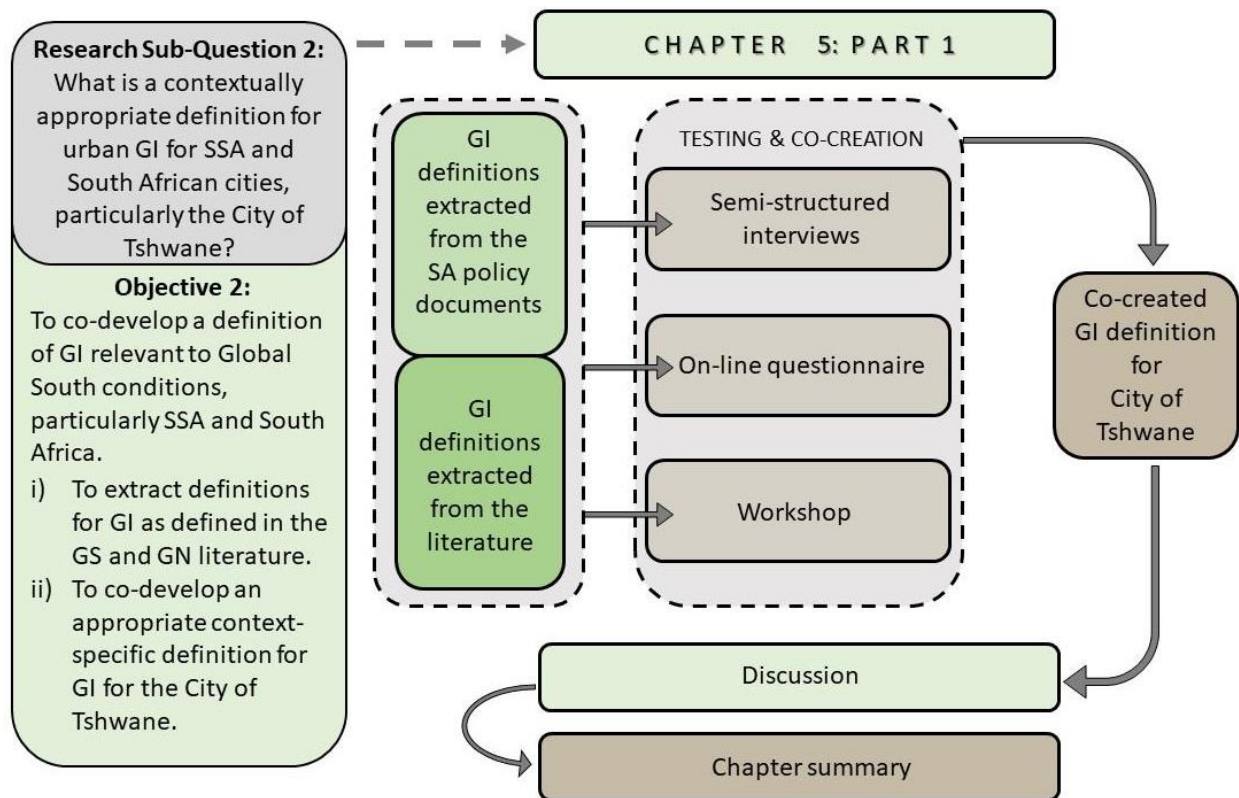 Research Sub-Question 2:
What is a contextually
appropriate definition for
urban GI for SSA and
South African cities,
particularly the City of
Tshwane?
Objective 2:
To co-develop a definition
of GI relevant to Global
South conditions,
particularly SSA and South
Africa.
i) To extract definitions
for GI as defined in the
GS and GN literature.
ii) To co-develop an
appropriate context-
specific definition for
GI for the City of
Tshwane.
CHAPTER 5: PART 1
GI
definitions
extracted
from the
SA policy
documents
GI
definitions
extracted
from the
literature
TESTING & CO-CREATION
Semi-structured
interviews
On-line questionnaire
Workshop
Co-created
GI definition
for
City of
Tshwane
Discussion
Chapter summary